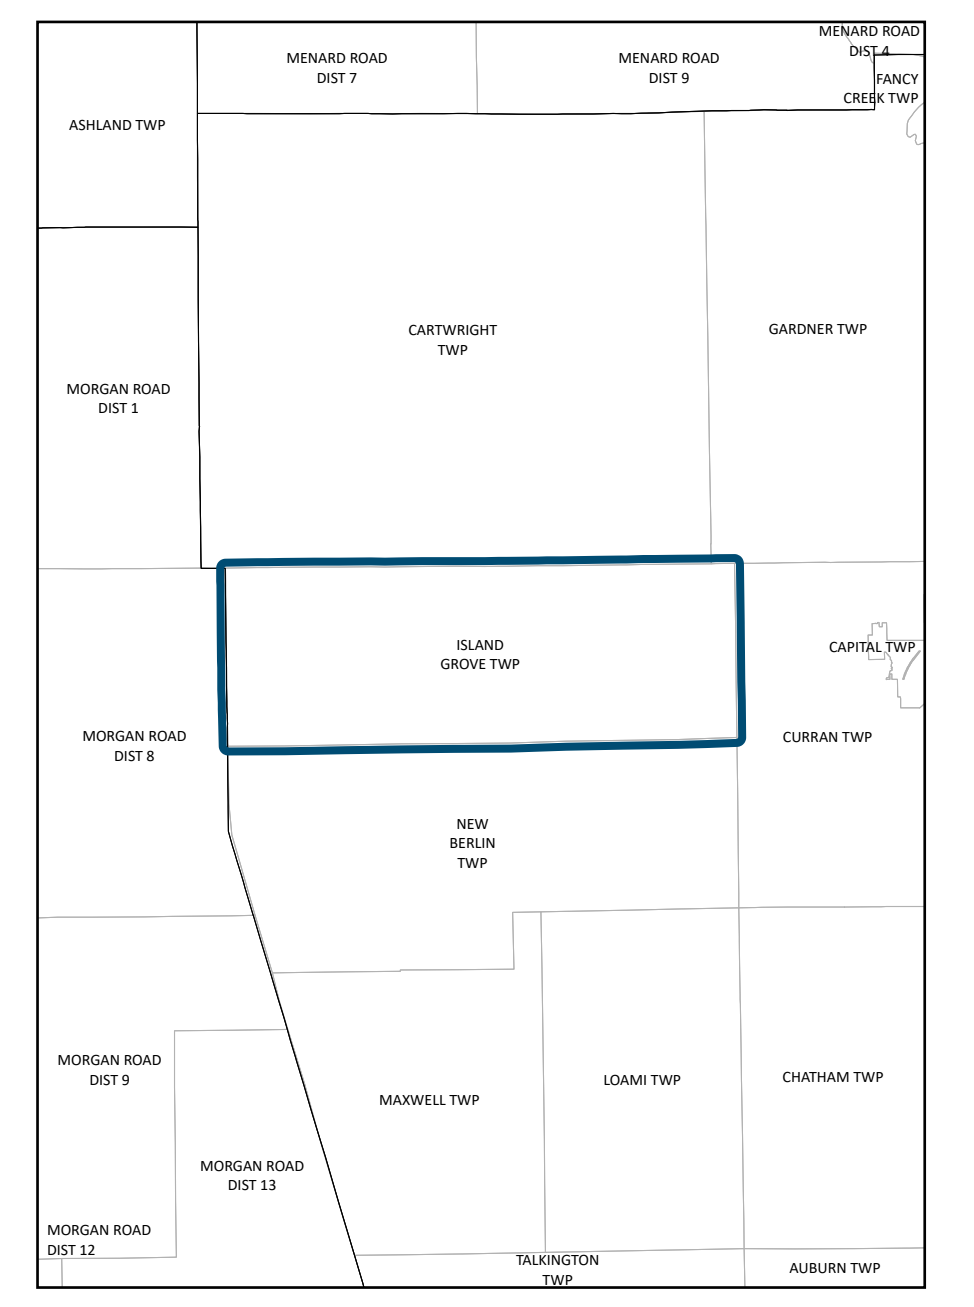 MENARD ROAD
DIST 7
MENARD ROAD
DIST 9
MENARD ROAD
DIST 4
FANCY
CREEK TWP
ASHLAND TWP
CARTWRIGHT
TWP
GARDNER TWP
MORGAN ROAD
DIST 1
ISLAND
GROVE TWP
CAPITAL TWP
MORGAN ROAD
DIST 8
CURRAN TWP
NEW
BERLIN
TWP
MORGAN ROAD
DIST 9
MAXWELL TWP
LOAMI TWP
CHATHAM TWP
MORGAN ROAD
DIST 13
MORGAN ROAD
DIST 12
TALKINGTON
TWP
AUBURN TWP